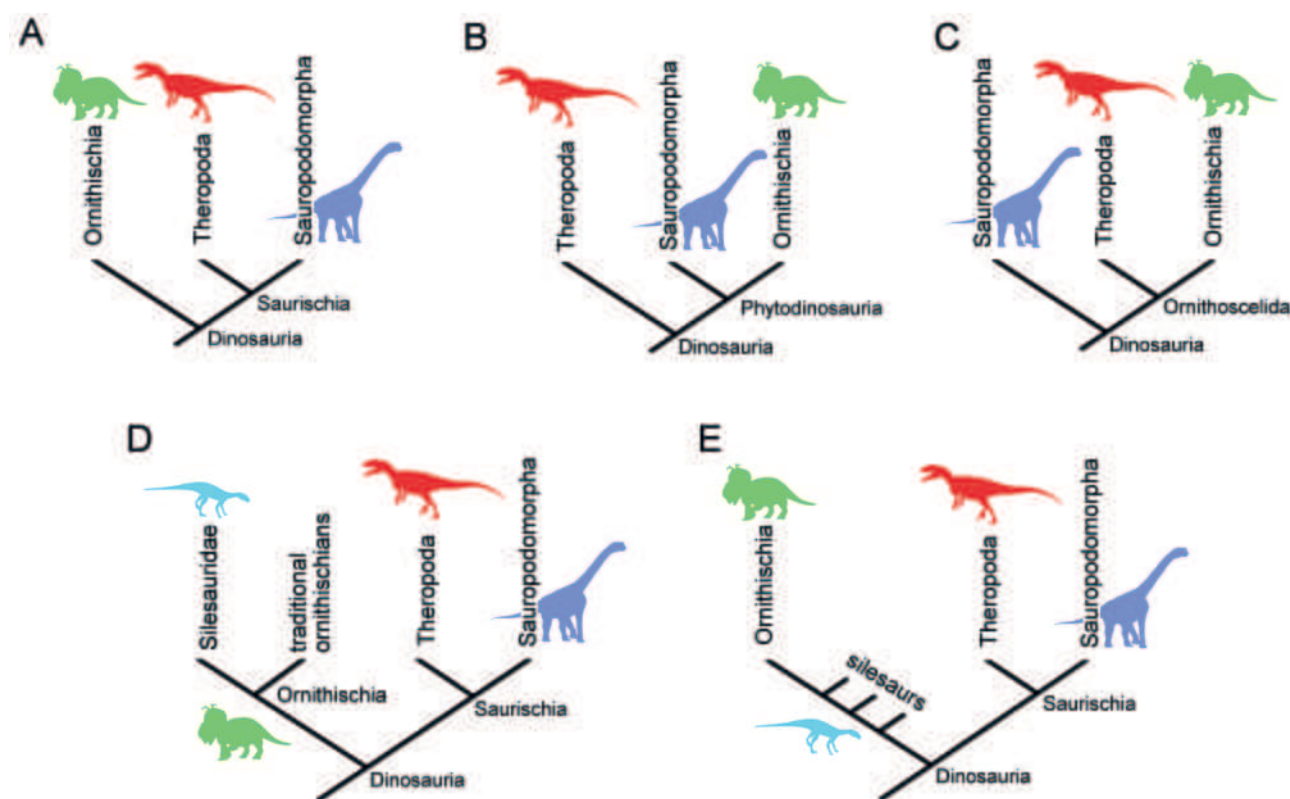 A
Ornithischia
Theropoda
Sauropodomorpha
Saurischia
Dinosauria
B
Theropoda
Sauropodomorpha
Ornithischia
Phytodinosauria
Dinosauria
C
Sauropodomorpha
Theropoda
Ornithischia
Ornithoscelida
Dinosauria
D
Silesauridae
traditional
ornithischians
Theropoda
Sauropodomorpha
Ornithischia
Saurischia
Dinosauria
E
Ornithischia
silesaurs
Theropoda
Sauropodomorpha
Saurischia
Dinosauria